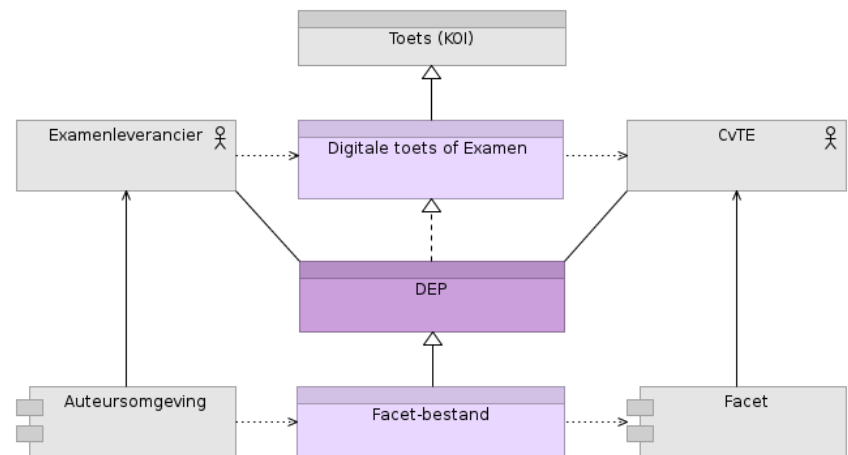 Toets (KOI)
Examenleverancier
Digitale toets of Examen
CvTE
DEP
Auteursomgeving
Facet-bestand
Facet